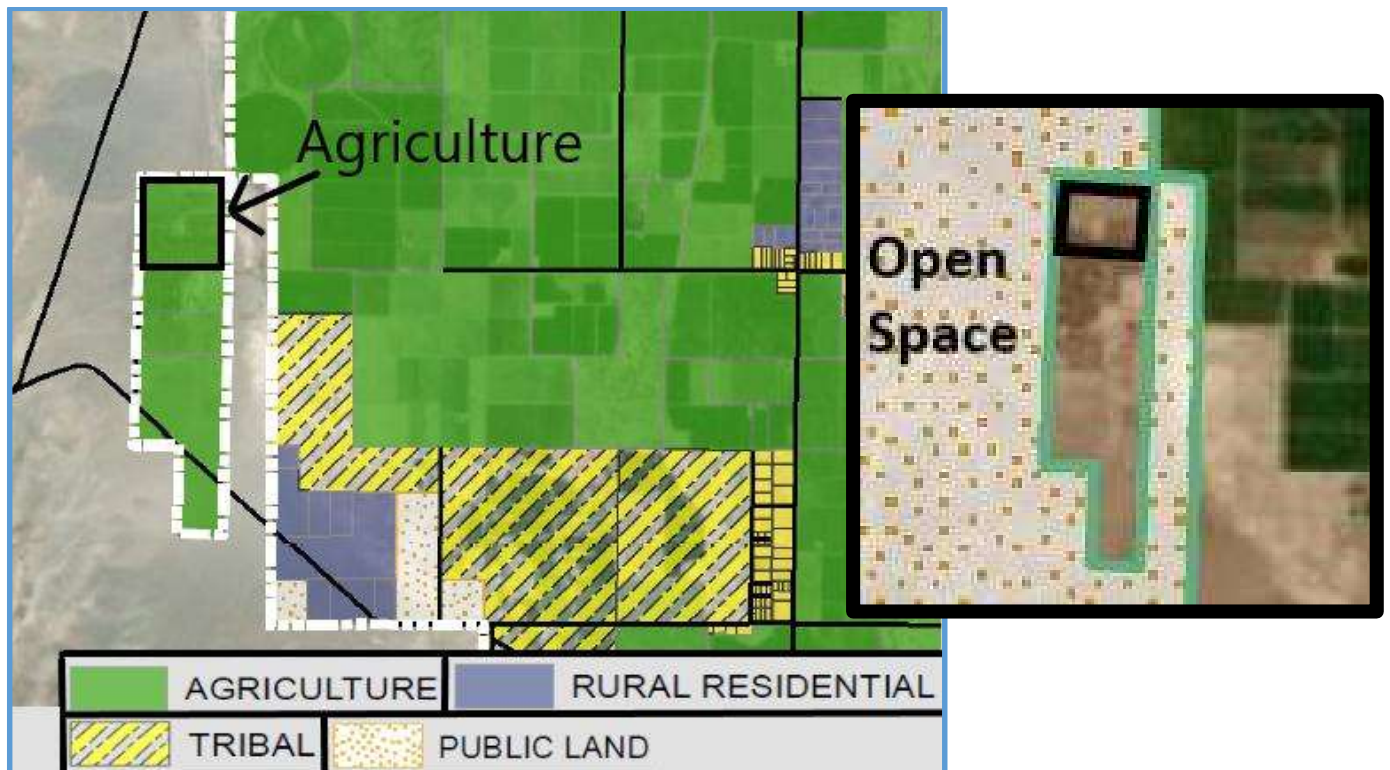 Agriculture
Open
Space
AGRICULTURE
RURAL RESIDENTIAL
TRIBAL
PUBLIC LAND